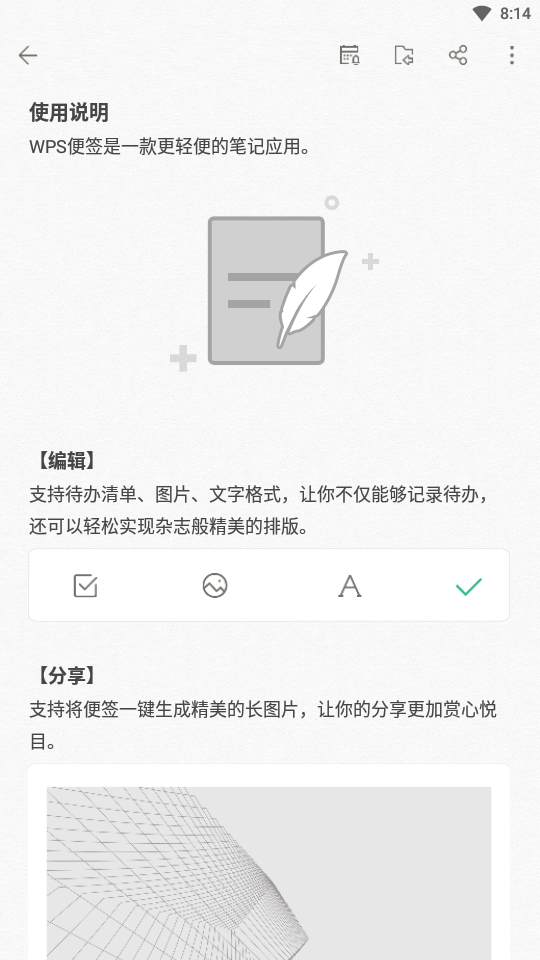 8:14
使用说明
WPS便签是一款更轻便的笔记应用。
【编辑】
支持待办清单、图片、文字格式，让你不仅能够记录待办，
还可以轻松实现杂志般精美的排版。
【分享】
支持将便签一键生成精美的长图片，让你的分享更加赏心悦
目。